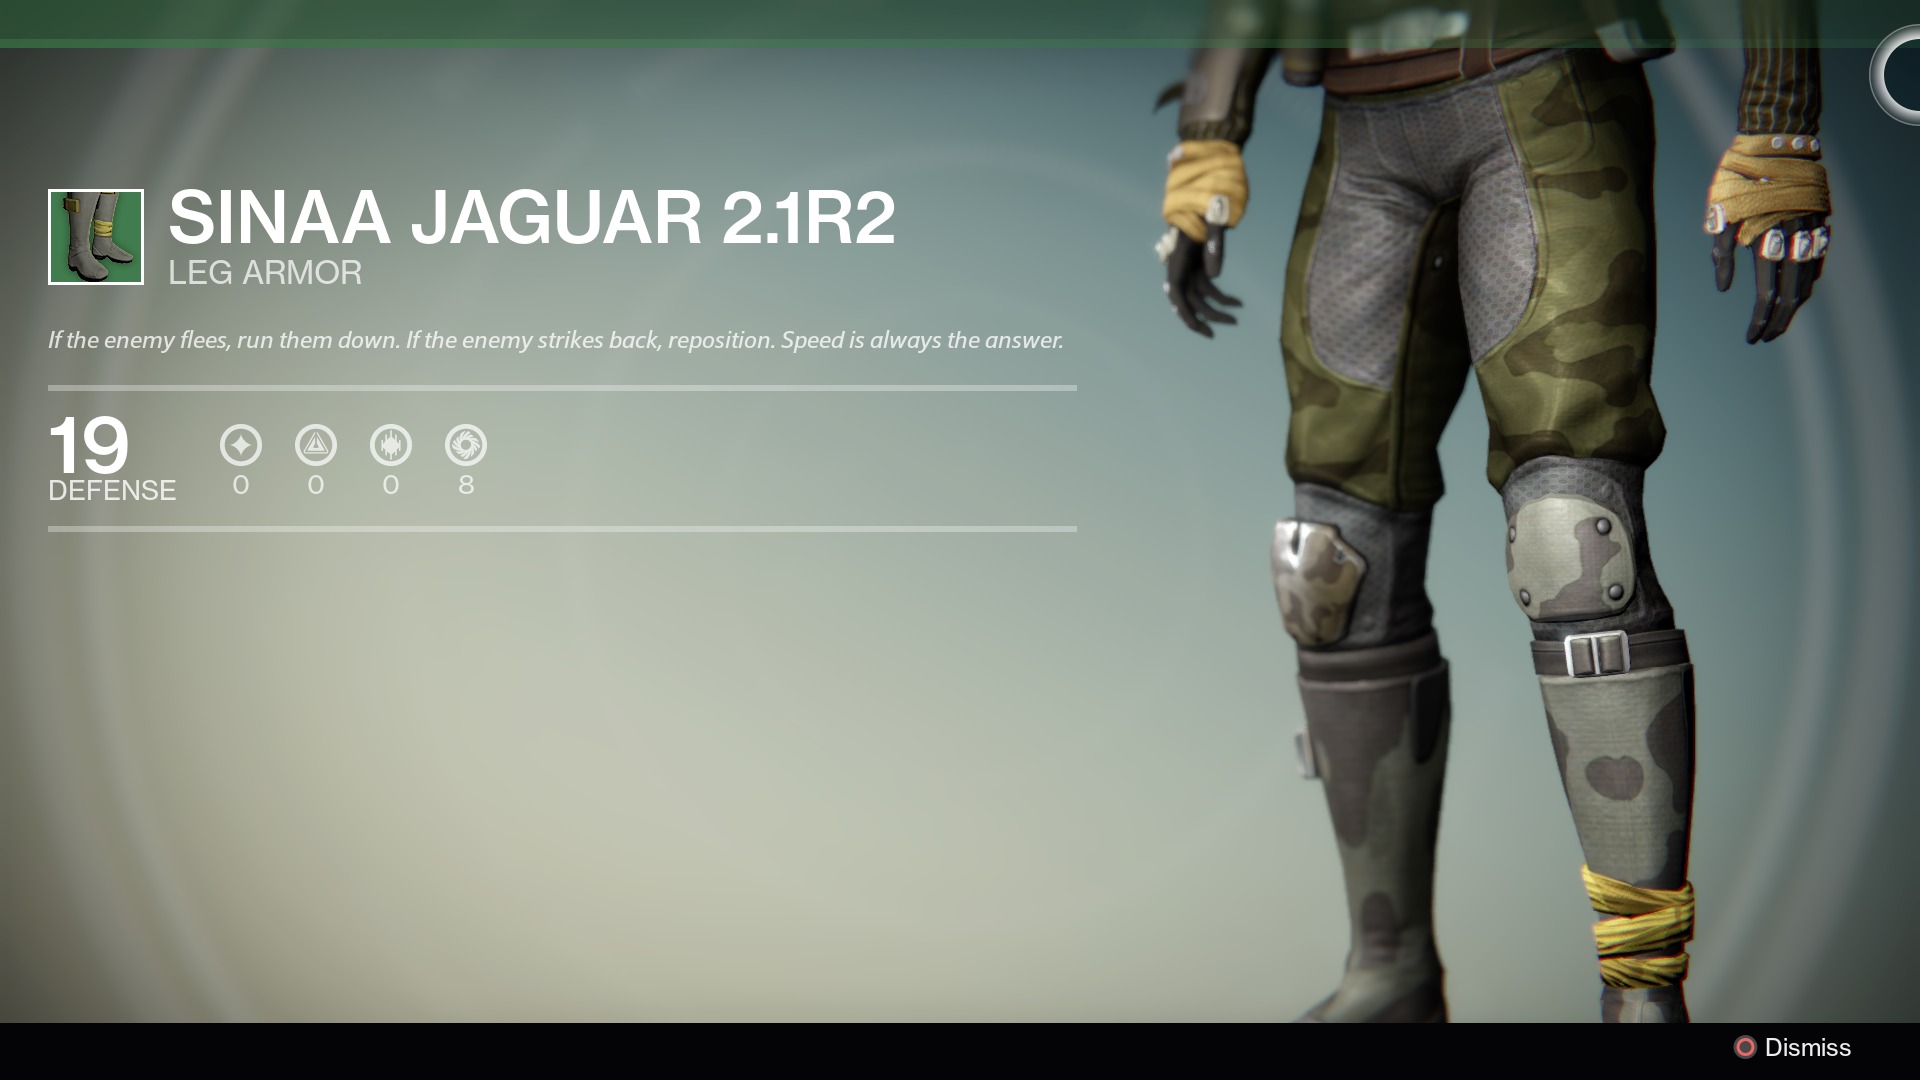 SINAA JAGUAR 2.1R2
LEG ARMOR
If the enemy flees, run them down. If the enemy strikes back, reposition. Speed is always the answer.
19
DEFENSE
0 0 0 8
Dismiss